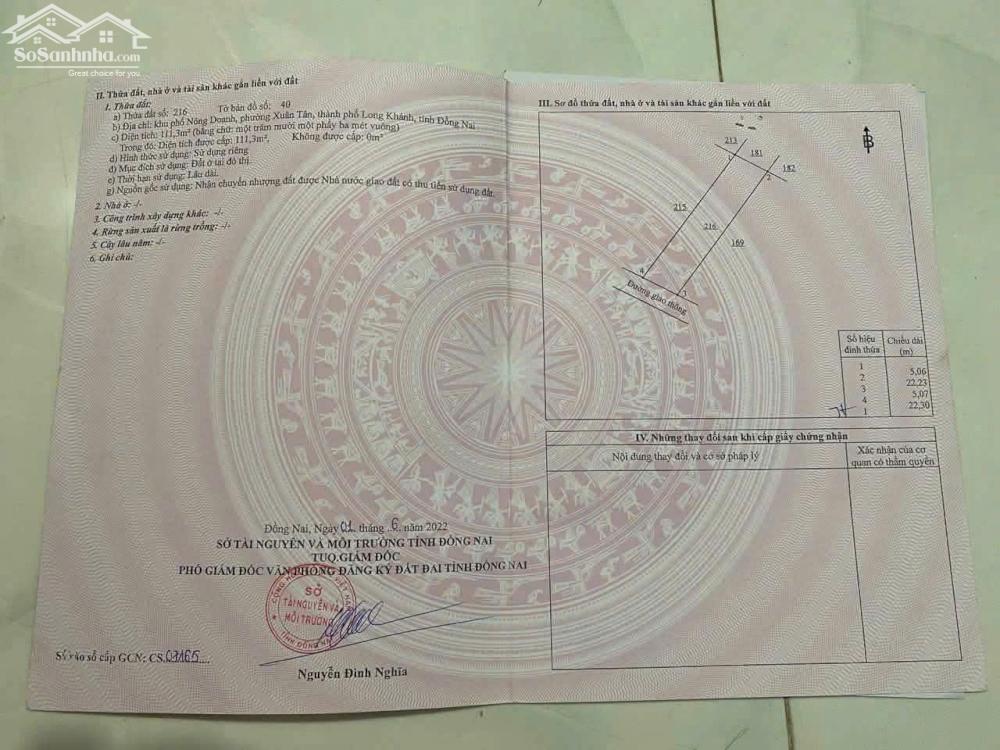 SoSanhnha.com
Great choice for you
II. Thửa đất, nhà ở và tài sản khác gắn liền với đất
1. Thửa đất:
a) Thửa đất số: 216 Tờ bản đồ số: 40
b) Địa chỉ: khu phố Nông Doanh, phường Xuân Tân, thành phố Long Khánh, tỉnh Đồng Nai
c) Diện tích: 111,3m² (bằng chữ: một trăm mười một phẩy ba mét vuông)
Trong đó: Diện tích được cấp: 111,3m², Không được cấp: 0m²
d) Hình thức sử dụng: Sử dụng riêng
đ) Mục đích sử dụng: Đất ở tại đô thị.
e) Thời hạn sử dụng: Lâu dài.
g) Nguồn gốc sử dụng: Nhận chuyển nhượng đất được Nhà nước giao đất có thu tiền sử dụng đất.
2. Nhà ở: -/-
3. Công trình xây dựng khác: -/-
4. Rừng sản xuất là rừng trồng: -/-
5. Cây lâu năm: -/-
6. Ghi chú:
Đồng Nai, Ngày 01 tháng 6 năm 2022
SỞ TÀI NGUYÊN VÀ MÔI TRƯỜNG TỈNH ĐỒNG NAI
TUQ.GIÁM ĐỐC
PHÓ GIÁM ĐỐC VĂN PHÒNG ĐĂNG KÝ ĐẤT ĐAI TỈNH ĐỒNG NAI
SỞ
TÀI NGUYÊN VÀ
MÔI TRƯỜNG
TỈNH ĐỒNG NAI
Nguyễn Đình Nghĩa
Số vào sổ cấp GCN: CS.07165....
III. Sơ đồ thửa đất, nhà ở và tài sản khác gắn liền với đất
B
213
181
182
1
2
215
216
169
4
3
Đường giao thông
Số hiệu đỉnh thửa Chiều dài (m)
1
5,06
2
22,23
3
5,07
4
22,30
1
IV. Những thay đổi sau khi cấp giấy chứng nhận
Nội dung thay đổi và cơ sở pháp lý
Xác nhận của cơ
quan có thẩm quyền